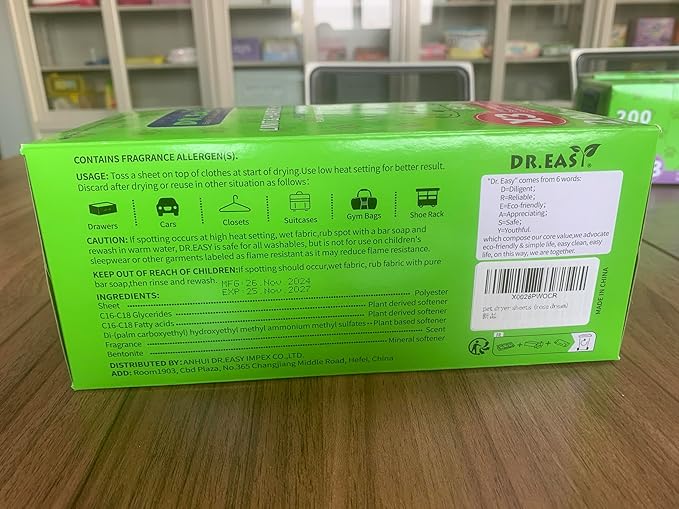 X3
200
3
CONTAINS FRAGRANCE ALLERGEN(S).
USAGE: Toss a sheet on top of clothes at start of drying.Use low heat setting for better result.
Discard after drying or reuse in other situation as follows:
Drawers
Cars
Closets
Suitcases
Gym Bags
Shoe Rack
CAUTION: If spotting occurs at high heat setting, wet fabric,rub spot with a bar soap and
rewash in warm water, DR.EASY is safe for all washables, but is not for use on children's
sleepwear or other garments labeled as flame resistant as it may reduce flame resistance.
KEEP OUT OF REACH OF CHILDREN:If spotting should occur,wet fabric, rub fabric with pure
bar soap,then rinse and rewash.
MFG 26 Nov. 2024
EXP 25 Nov. 2027
INGREDIENTS:
Sheet Polyester
C16-C18 Glycerides Plant derived softener
C16-C18 Fatty acids Plant derived softener
Di-(palm carboxyethyl) hydroxyethyl methyl ammonium methyl sulfates Plant based softener
Fragrance Scent
Bentonite Mineral softener
DISTRIBUTED BY:ANHUI DR.EASY IMPEX CO.,LTD.
ADD: Room1903, Cbd Plaza, No.365 Changjiang Middle Road, Hefei, China
DR.EASY®
"Dr. Easy" comes from 6 words:
D=Diligent;
R=Reliable;
E=Eco-friendly;
A=Appreciating;
S=Safe;
Y=Youthful.
which compose our core value,we advocate
eco-friendly & simple life, easy clean, easy
life, on this way, we are together.
X0028PWOCR
pet dryer sheets (rose dream)
新品
MADE IN CHINA